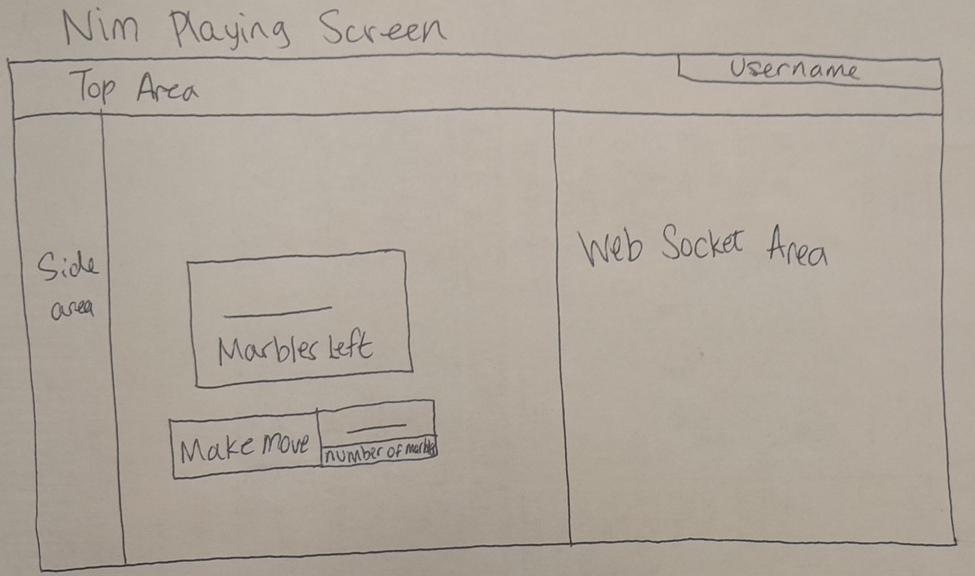 Nim Playing Screen
Username
Top Area
Side
area
Web Socket Area
Marbles Left
Make move
number of marbles